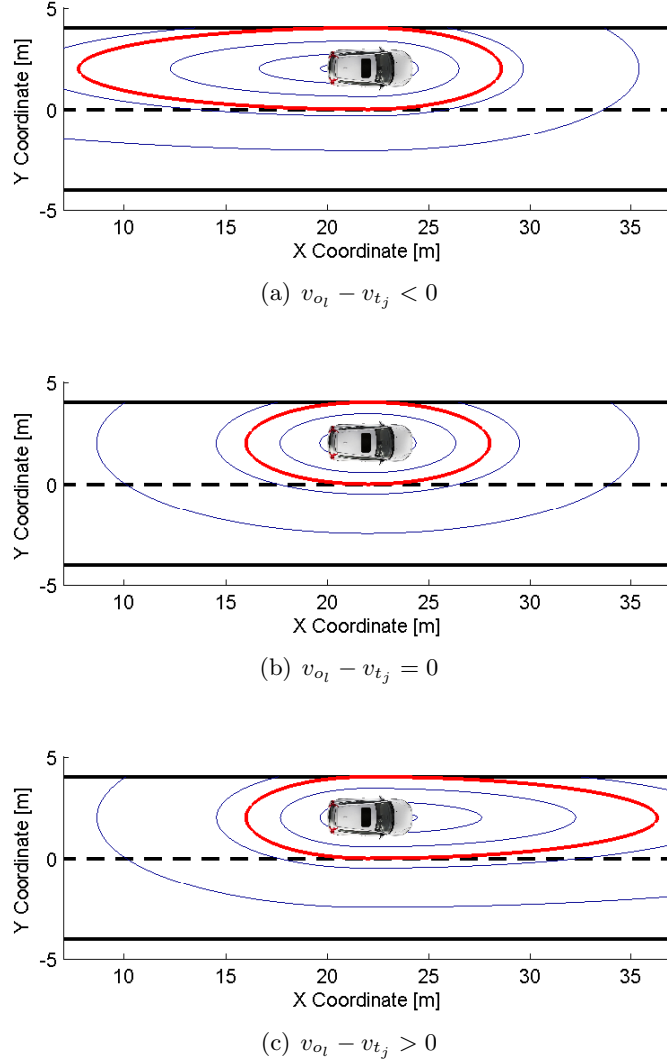 5
0
-5
Y Coordinate [m]
10 15 20 25 30 35
X Coordinate [m]
(a) $v_{o_l} - v_{t_j} < 0$
5
0
-5
Y Coordinate [m]
10 15 20 25 30 35
X Coordinate [m]
(b) $v_{o_l} - v_{t_j} = 0$
5
0
-5
Y Coordinate [m]
10 15 20 25 30 35
X Coordinate [m]
(c) $v_{o_l} - v_{t_j} > 0$